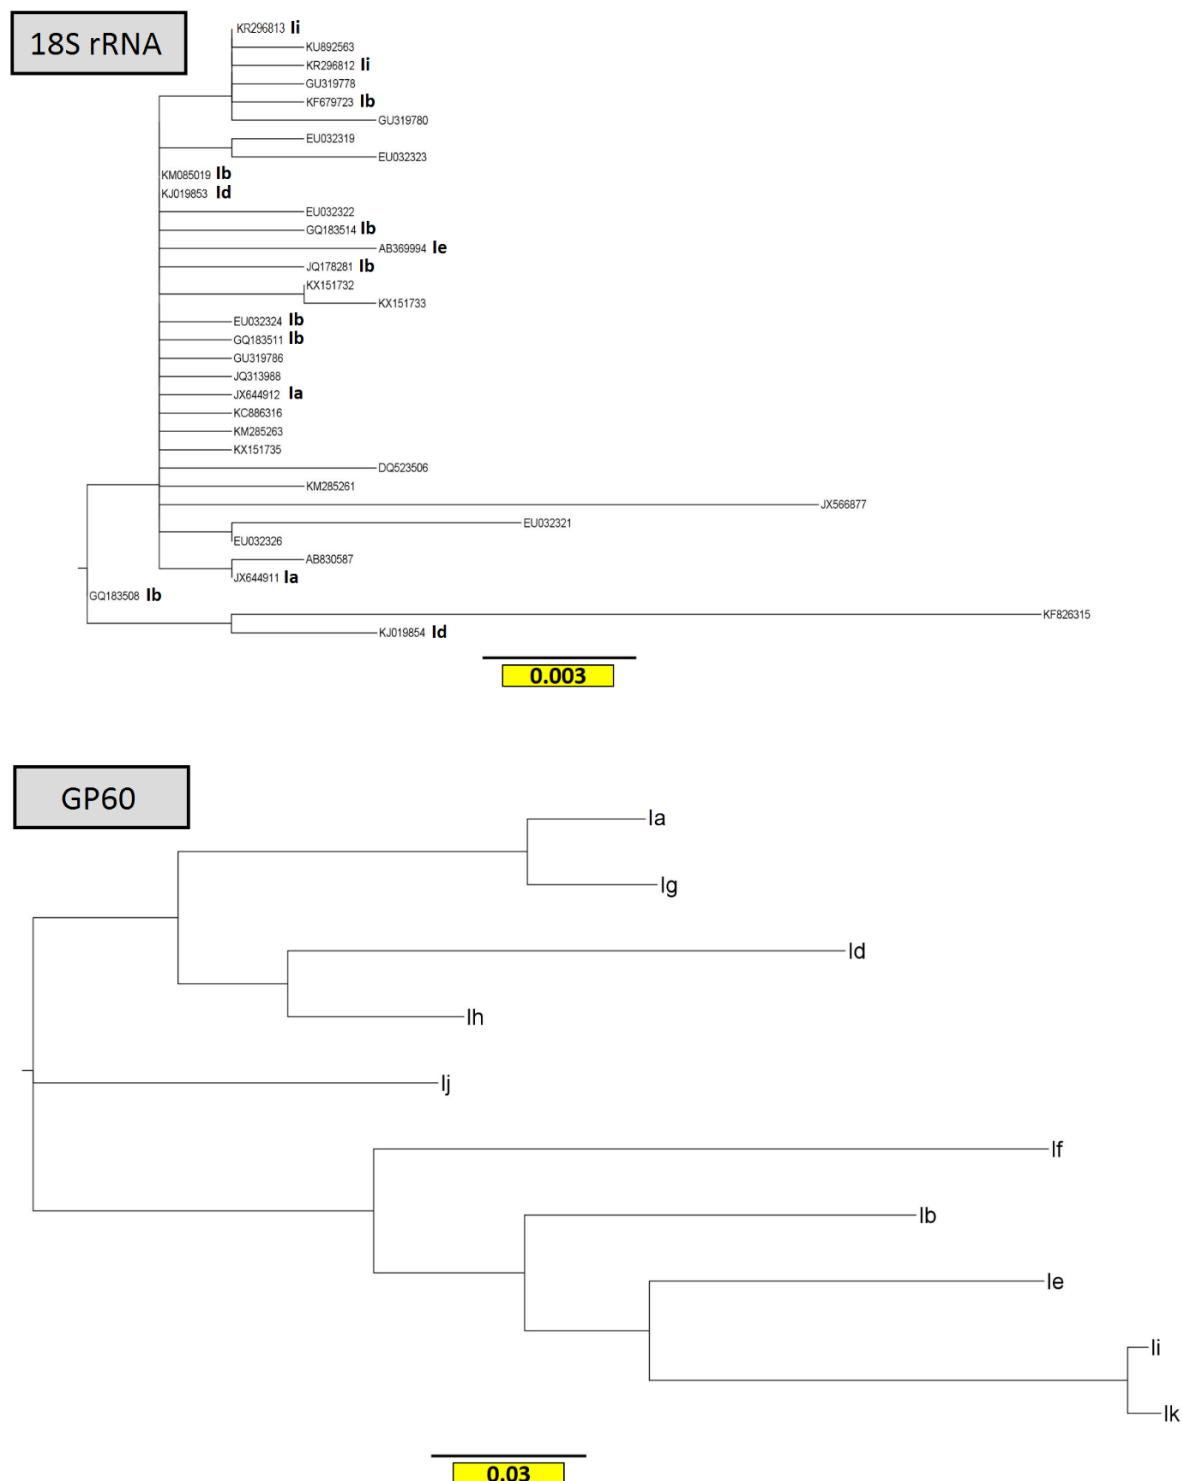 18S rRNA
KR296813 Ii
KU892563
KR296812 Ii
GU319778
KF679723 Ib
GU319780
EU032319
EU032323
KM085019 Ib
KJ019853 Id
EU032322
GQ183514 Ib
AB369994 Ie
JQ178281 Ib
KX151732
KX151733
EU032324 Ib
GQ183511 Ib
GU319786
JQ313988
JX644912 Ia
KC886316
KM285263
KX151735
DQ523506
KM285261
JX566877
EU032321
EU032326
AB830587
JX644911 Ia
GQ183508 Ib
KF826315
KJ019854 Id
0.003
GP60
Ia
Ig
Id
Ih
Ij
If
Ib
Ie
Ii
Ik
0.03